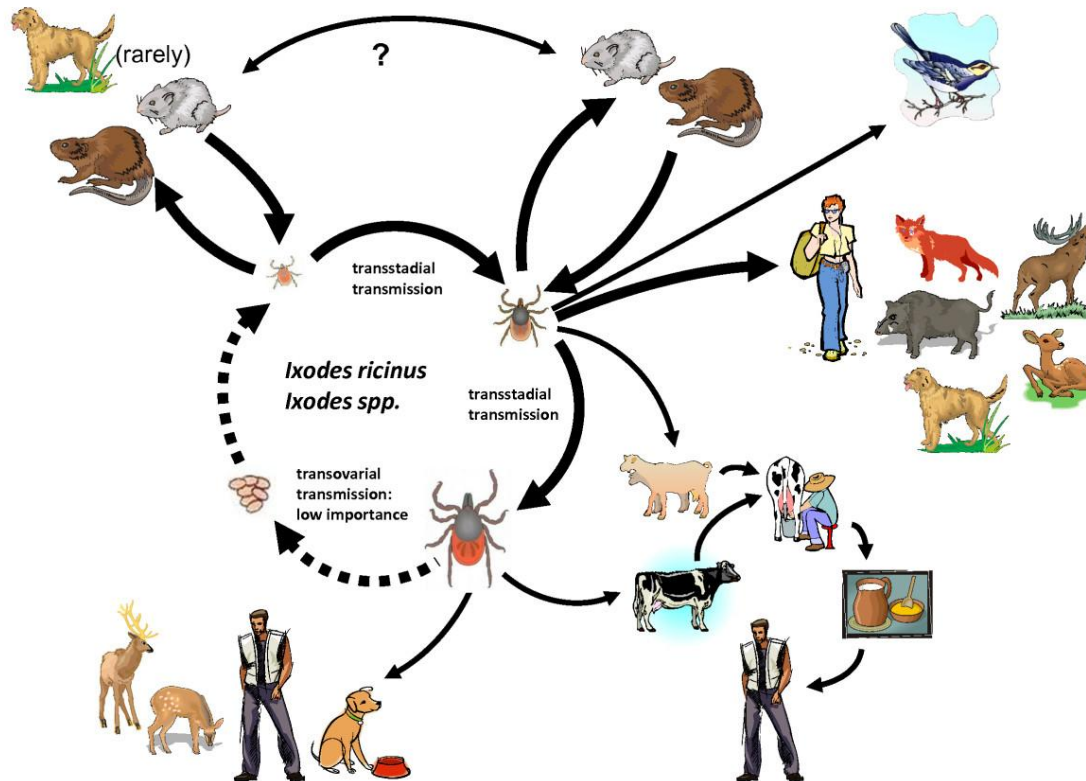 (rarely)
?
transstadial
transmission
Ixodes ricinus
Ixodes spp.
transstadial
transmission
transovarial
transmission:
low importance